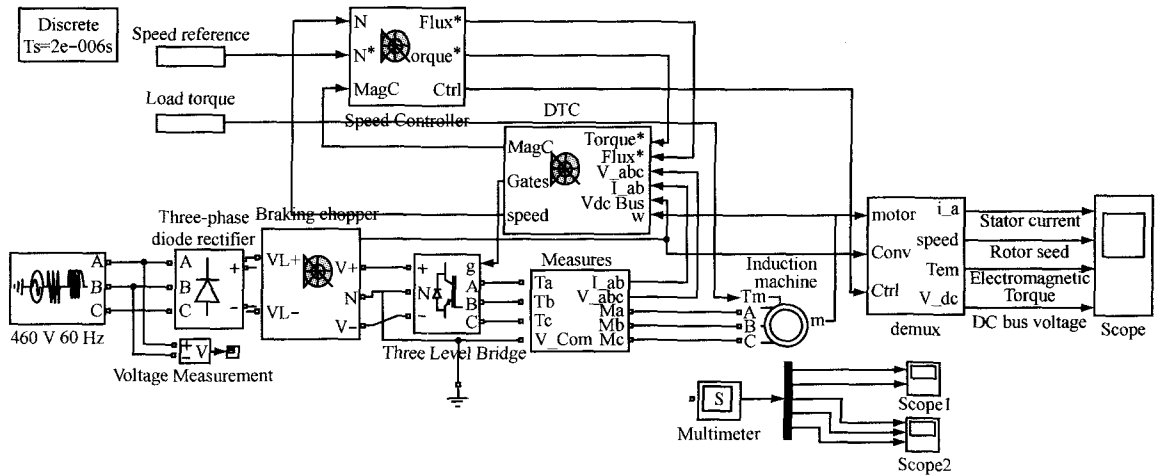 Discrete
Ts=2e−006s
Speed reference
Load torque
N
N*
MagC
Flux*
orque*
Ctrl
Speed Controller
DTC
MagC
Gates
speed
Torque*
Flux*
V_abc
I_ab
Vdc Bus
w
Three-phase
diode rectifier
Braking chopper
A
B
C
460 V 60 Hz
A
B
C
+
−
VL+
VL−
V+
N
V−
+
N
−
g
A
B
C
Three Level Bridge
Measures
Ta
Tb
Tc
V_Com
I_ab
V_abc
Ma
Mb
Mc
Induction
machine
Tm
A
B
C
m
motor
Conv
Ctrl
i_a
speed
Tem
V_dc
demux
Stator current
Rotor seed
Electromagnetic
Torque
DC bus voltage
Scope
+
−
V
Voltage Measurement
S
Multimeter
Scope1
Scope2